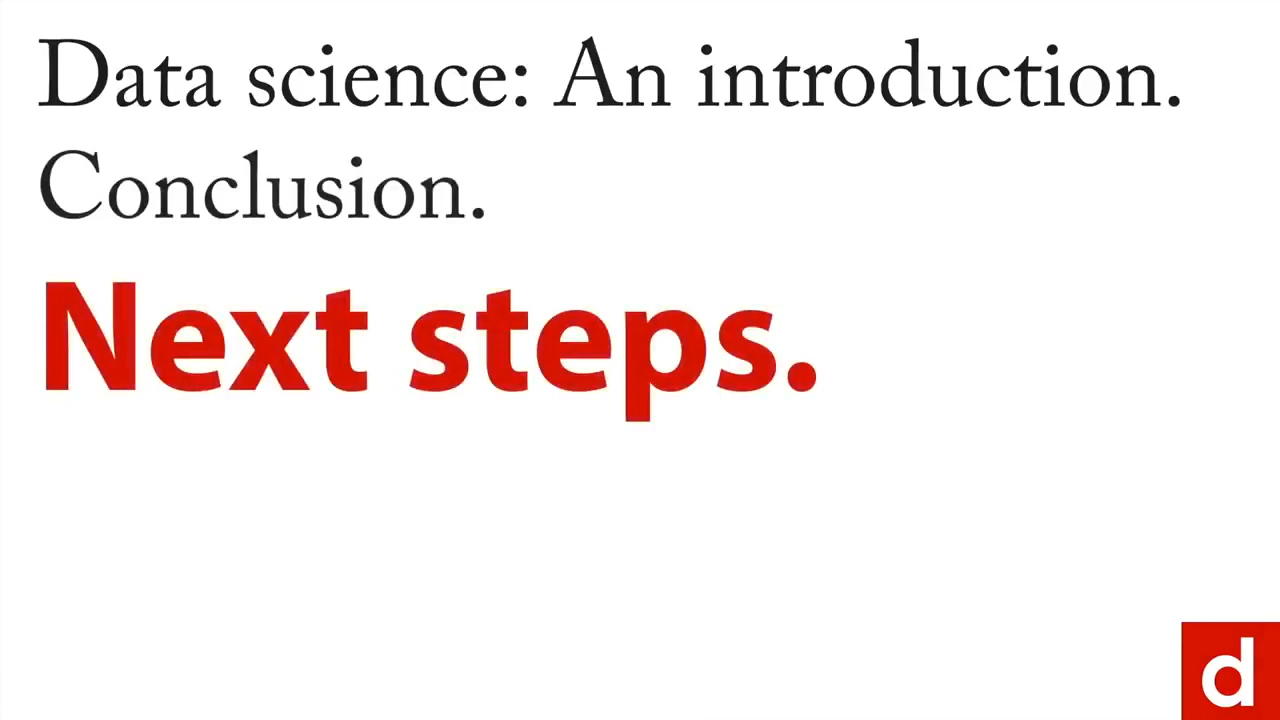 Data science: An introduction.
Conclusion.
Next steps.
d